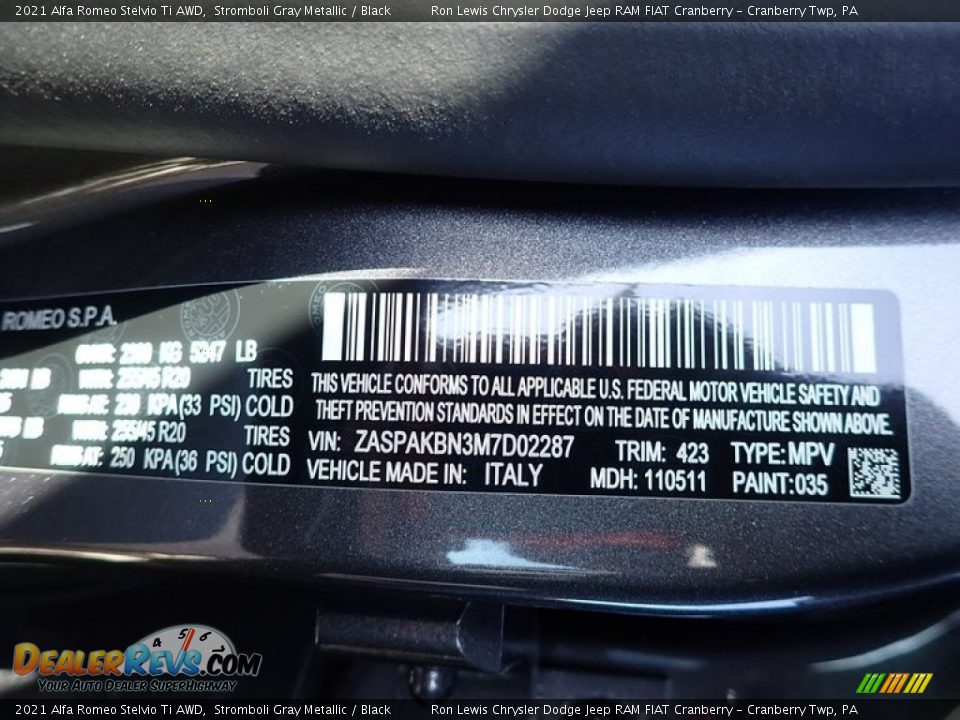 2021 Alfa Romeo Stelvio Ti AWD, Stromboli Gray Metallic / Black Ron Lewis Chrysler Dodge Jeep RAM FIAT Cranberry - Cranberry Twp, PA
ROMEO S.P.A.
KG LB
LB 255/45 R20 TIRES
KPA(33 PSI) COLD
LB 255/45 R20 TIRES
250 KPA(36 PSI) COLD
THIS VEHICLE CONFORMS TO ALL APPLICABLE U.S. FEDERAL MOTOR VEHICLE SAFETY AND
THEFT PREVENTION STANDARDS IN EFFECT ON THE DATE OF MANUFACTURE SHOWN ABOVE.
VIN: ZASPAKBN3M7D02287 TRIM: 423 TYPE: MPV
VEHICLE MADE IN: ITALY MDH: 110511 PAINT:035
4 5 6
DEALERREVS.COM
Your Auto Dealer SuperHighway
2021 Alfa Romeo Stelvio Ti AWD, Stromboli Gray Metallic / Black Ron Lewis Chrysler Dodge Jeep RAM FIAT Cranberry - Cranberry Twp, PA